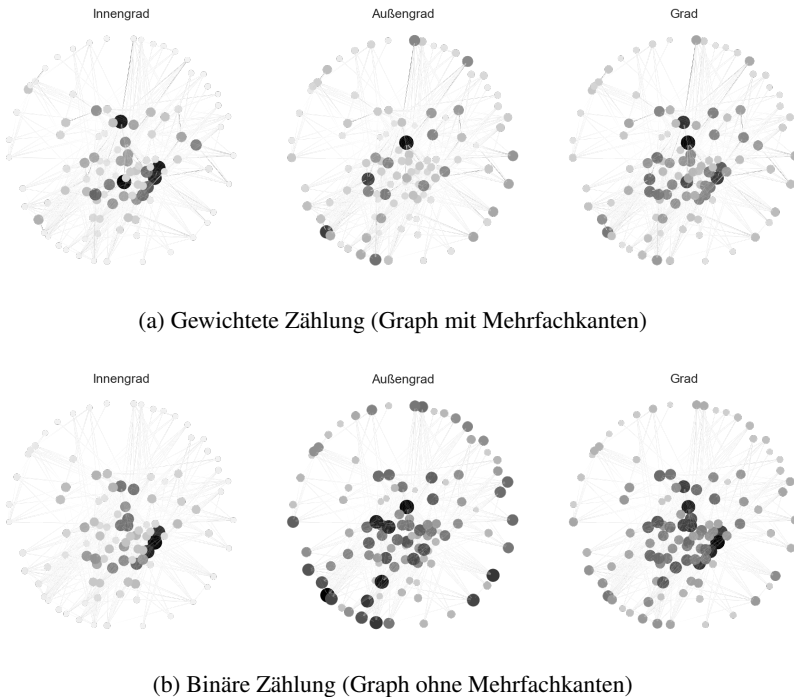 Innengrad Außengrad Grad
(a) Gewichtete Zählung (Graph mit Mehrfachkanten)
Innengrad Außengrad Grad
(b) Binäre Zählung (Graph ohne Mehrfachkanten)